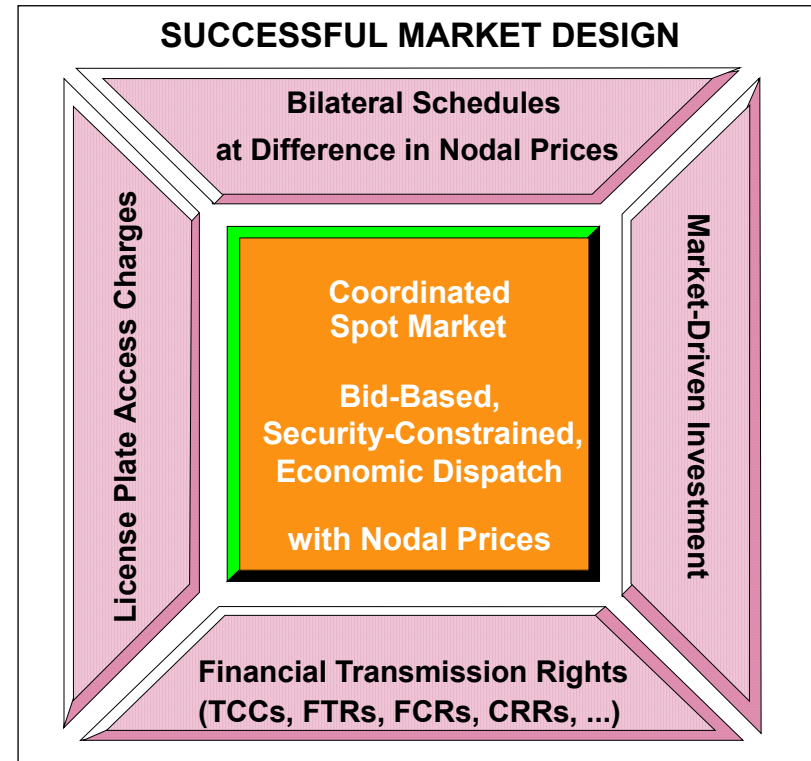 SUCCESSFUL MARKET DESIGN
Bilateral Schedules
at Difference in Nodal Prices
License Plate Access Charges
Coordinated
Spot Market
Bid-Based,
Security-Constrained,
Economic Dispatch
with Nodal Prices
Market-Driven Investment
Financial Transmission Rights
(TCCs, FTRs, FCRs, CRRs, ...)